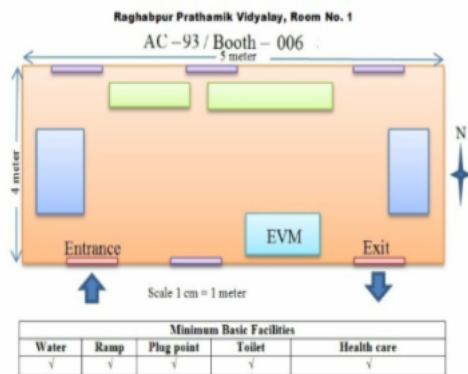 Raghabpur Prathamik Vidyalay, Room No. 1
AC –93 / Booth – 006
5 meter
4 meter
N
EVM
Entrance
Exit
Scale 1 cm = 1 meter
Minimum Basic Facilities
Water Ramp Plug point Toilet Health care
√ √ √ √ √